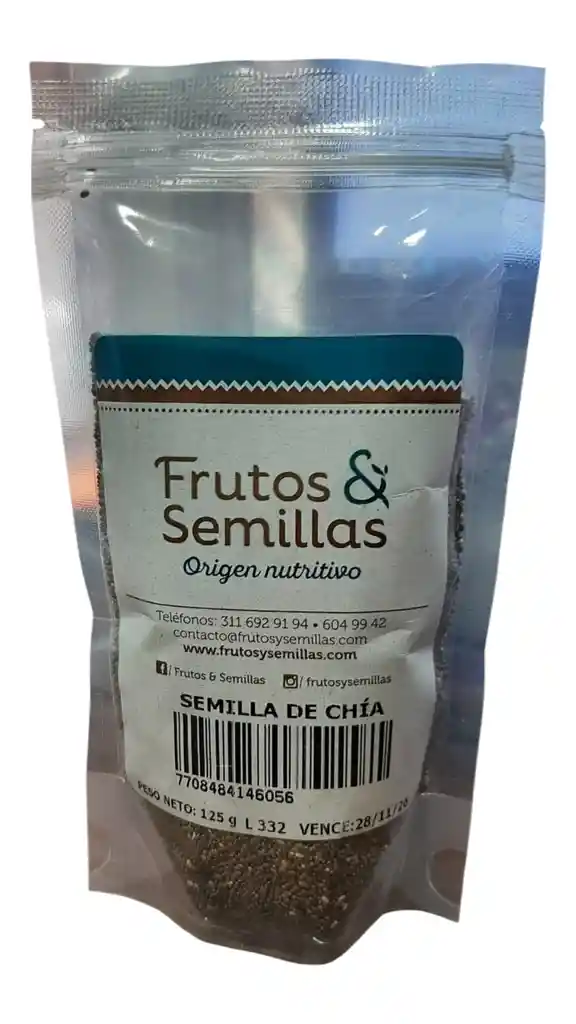 Frutos &
Semillas
Origen nutritivo
Teléfonos: 311 692 91 94 • 604 99 42
contacto@frutosysemillas.com
www.frutosysemillas.com
/ Frutos & Semillas / frutosysemillas
SEMILLA DE CHÍA
7708484146056
PESO NETO: 125 g L 332 VENCE:28/11/26